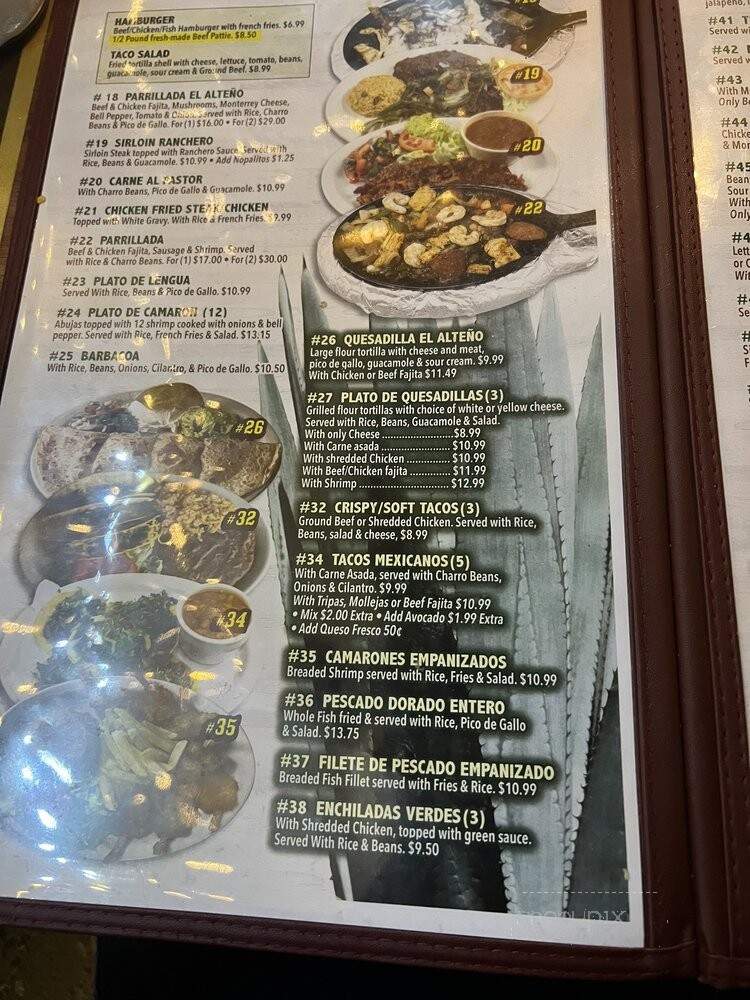 HAMBURGER
Beef/Chicken/Fish Hamburger with french fries. $6.99
1/2 Pound fresh-made Beef Pattie. $8.50
TACO SALAD
Fried tortilla shell with cheese, lettuce, tomato, beans,
guacamole, sour cream & Ground Beef. $8.99
# 18 PARRILLADA EL ALTEÑO
Beef & Chicken Fajita, Mushrooms, Monterrey Cheese,
Bell Pepper, Tomato & Onion. Served with Rice, Charro
Beans & Pico de Gallo. For (1) $16.00 • For (2) $29.00
#19 SIRLOIN RANCHERO
Sirloin Steak topped with Ranchero Sauce. Served with
Rice, Beans & Guacamole. $10.99 • Add Nopalitos $1.25
#20 CARNE AL PASTOR
With Charro Beans, Pico de Gallo & Guacamole. $10.99
#21 CHICKEN FRIED STEAK/CHICKEN
Topped with White Gravy. With Rice & French Fries. $9.99
#22 PARRILLADA
Beef & Chicken Fajita, Sausage & Shrimp. Served
with Rice & Charro Beans. For (1) $17.00 • For (2) $30.00
#23 PLATO DE LENGUA
Served With Rice, Beans & Pico de Gallo. $10.99
#24 PLATO DE CAMARON (12)
Abujas topped with 12 shrimp cooked with onions & bell
pepper. Served with Rice, French Fries & Salad. $13.15
#25 BARBACOA
With Rice, Beans, Onions, Cilantro, & Pico de Gallo. $10.50
#26
#32
#34
#35
#19
#20
#22
#26 QUESADILLA EL ALTEÑO
Large flour tortilla with cheese and meat,
pico de gallo, guacamole & sour cream. $9.99
With Chicken or Beef Fajita $11.49
#27 PLATO DE QUESADILLAS (3)
Grilled flour tortillas with choice of white or yellow cheese.
Served with Rice, Beans, Guacamole & Salad.
With only Cheese ........................ $8.99
With Carne asada ........................ $10.99
With shredded Chicken ............... $10.99
With Beef/Chicken fajita .............. $11.99
With Shrimp ............................... $12.99
#32 CRISPY/SOFT TACOS (3)
Ground Beef or Shredded Chicken. Served with Rice,
Beans, salad & cheese, $8.99
#34 TACOS MEXICANOS (5)
With Carne Asada, served with Charro Beans,
Onions & Cilantro. $9.99
With Tripas, Mollejas or Beef Fajita $10.99
• Mix $2.00 Extra • Add Avocado $1.99 Extra
• Add Queso Fresco 50¢
#35 CAMARONES EMPANIZADOS
Breaded Shrimp served with Rice, Fries & Salad. $10.99
#36 PESCADO DORADO ENTERO
Whole Fish fried & served with Rice, Pico de Gallo
& Salad. $13.75
#37 FILETE DE PESCADO EMPANIZADO
Breaded Fish Fillet served with Fries & Rice. $10.99
#38 ENCHILADAS VERDES (3)
With Shredded Chicken, topped with green sauce.
Served With Rice & Beans. $9.50
jalapeño,
#41
Served wi
#42
Served w
#43
With M
Only B
#44
Chicke
& Mon
#45
Bean
Sour
With
Only
Lett
or C
Wit
Se